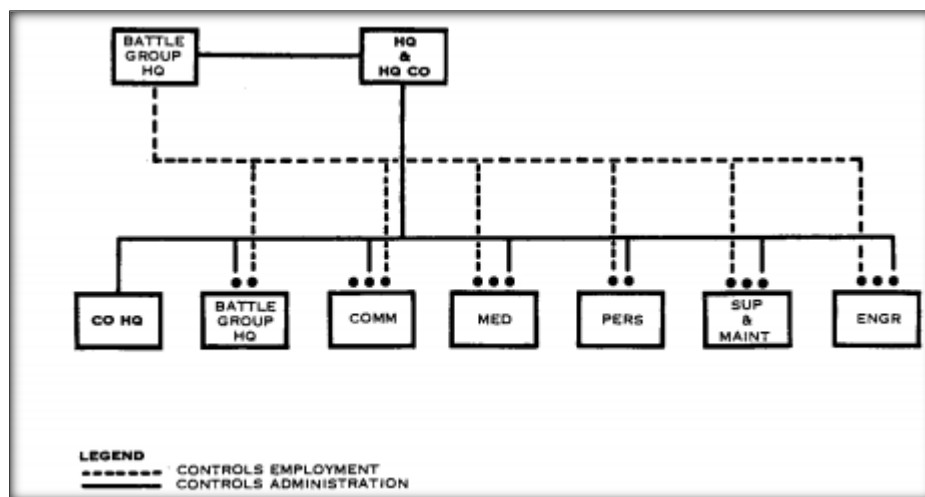 BATTLE
GROUP
HQ
HQ
&
HQ CO
CO HQ
BATTLE
GROUP
HQ
COMM
MED
PERS
SUP
&
MAINT
ENGR
LEGEND
CONTROLS EMPLOYMENT
CONTROLS ADMINISTRATION